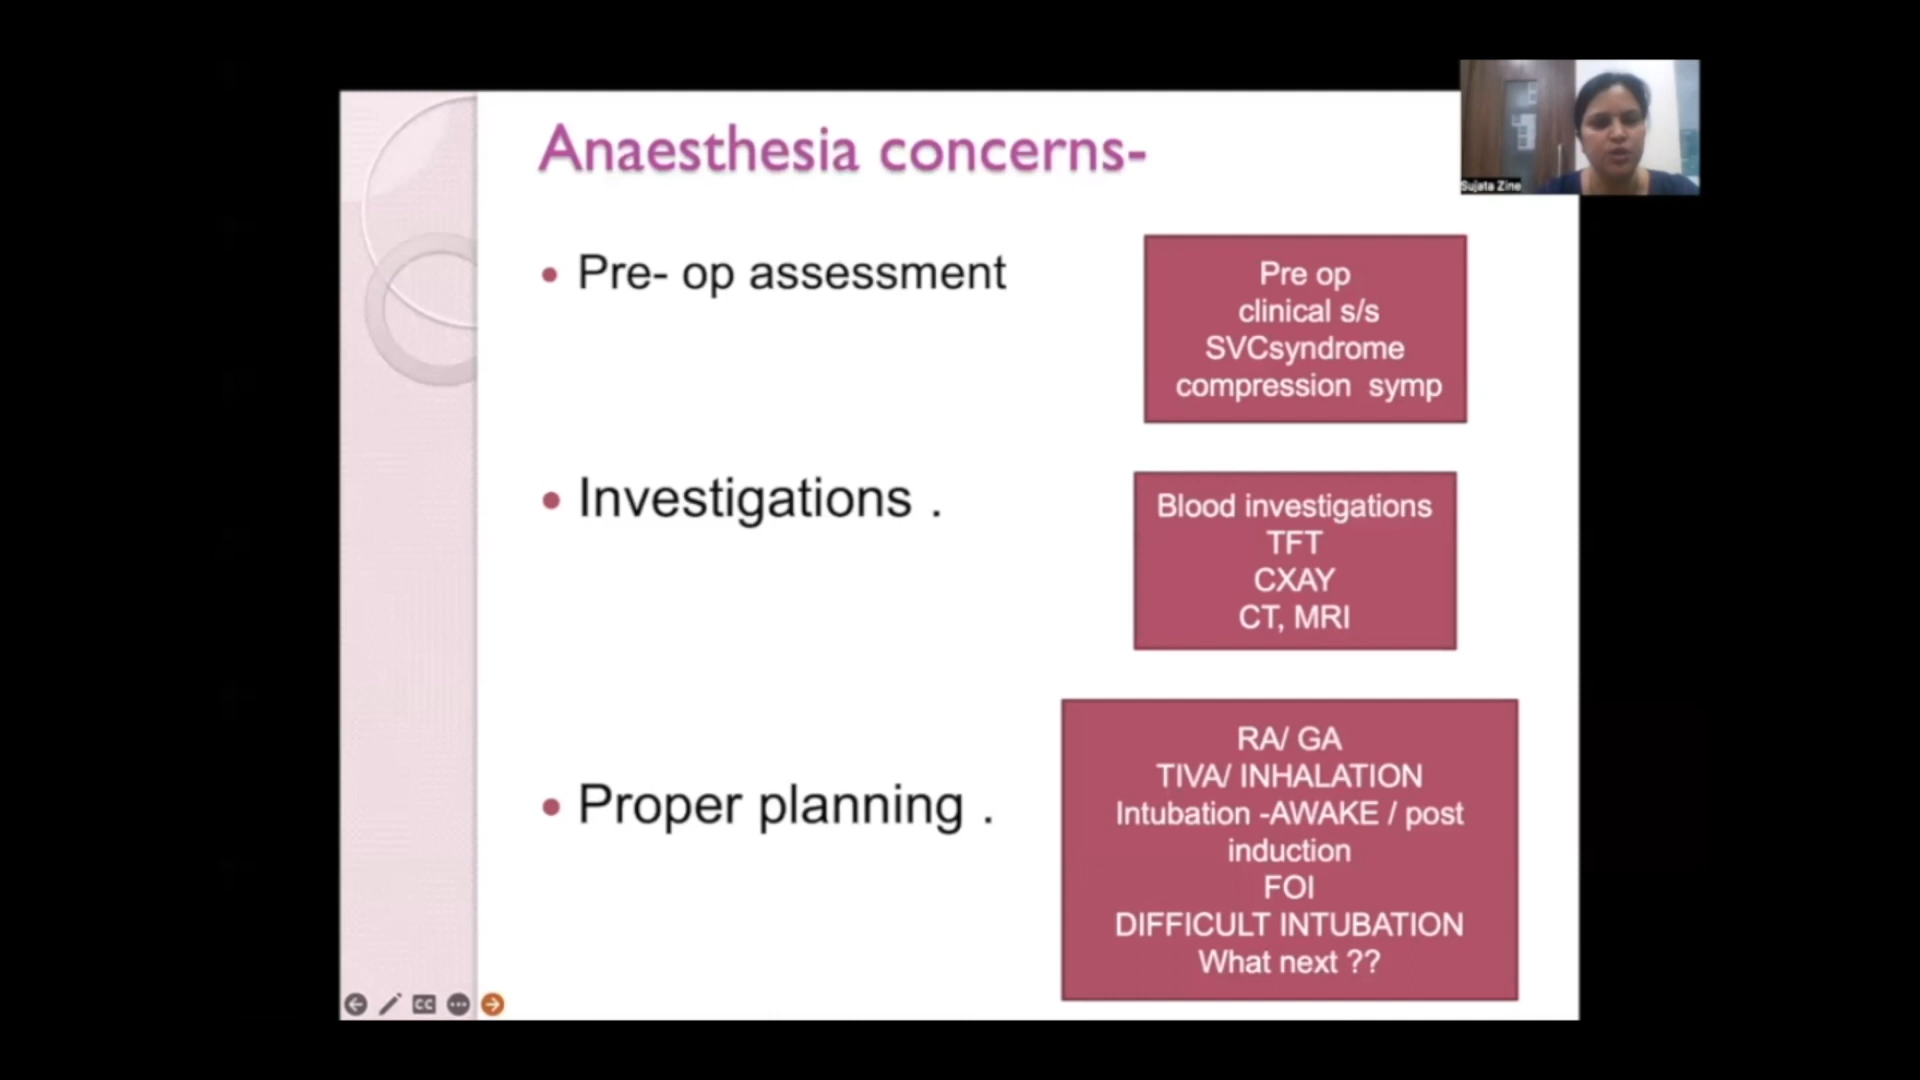 Anaesthesia concerns-
Sujata Zine
• Pre- op assessment
Pre op
clinical s/s
SVCsyndrome
compression symp
• Investigations .
Blood investigations
TFT
CXAY
CT, MRI
• Proper planning .
RA/ GA
TIVA/ INHALATION
Intubation -AWAKE / post
induction
FOI
DIFFICULT INTUBATION
What next ??
CC